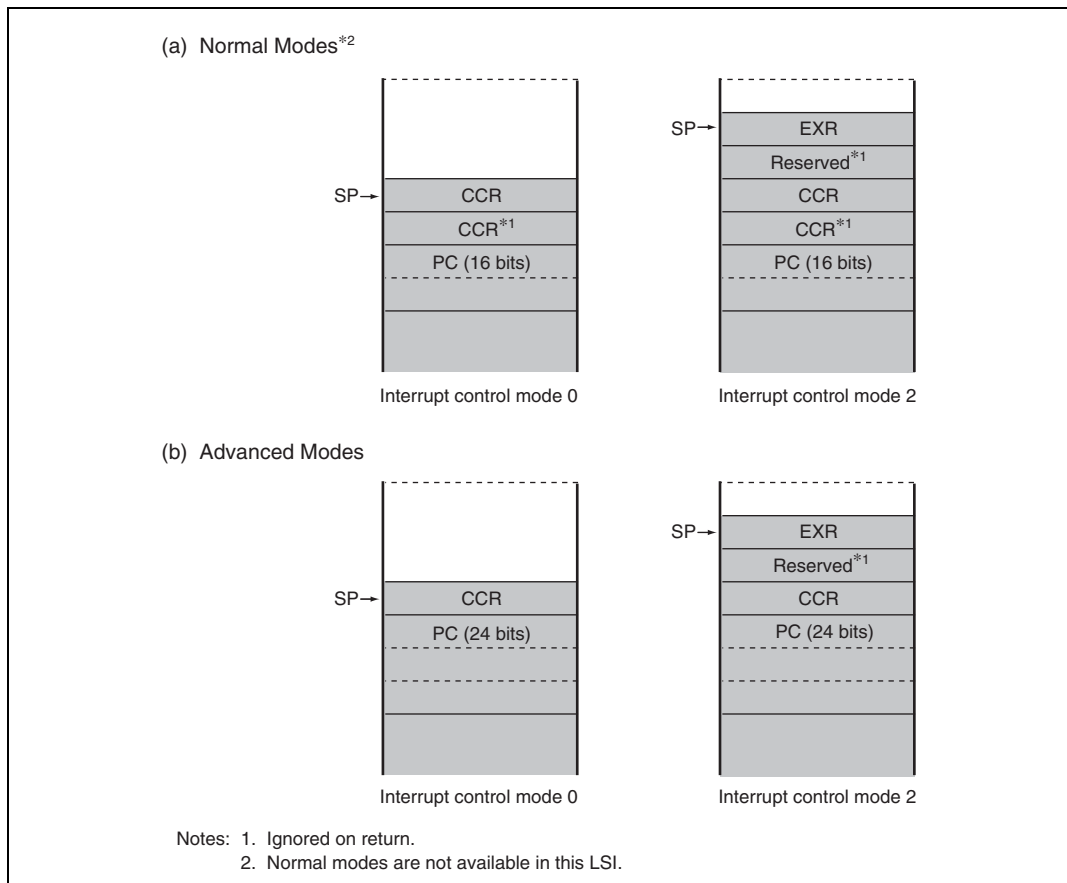 (a) Normal Modes*2
SP
CCR
CCR*1
PC (16 bits)
Interrupt control mode 0
SP
EXR
Reserved*1
CCR
CCR*1
PC (16 bits)
Interrupt control mode 2
(b) Advanced Modes
SP
CCR
PC (24 bits)
Interrupt control mode 0
SP
EXR
Reserved*1
CCR
PC (24 bits)
Interrupt control mode 2
Notes: 1. Ignored on return.
2. Normal modes are not available in this LSI.